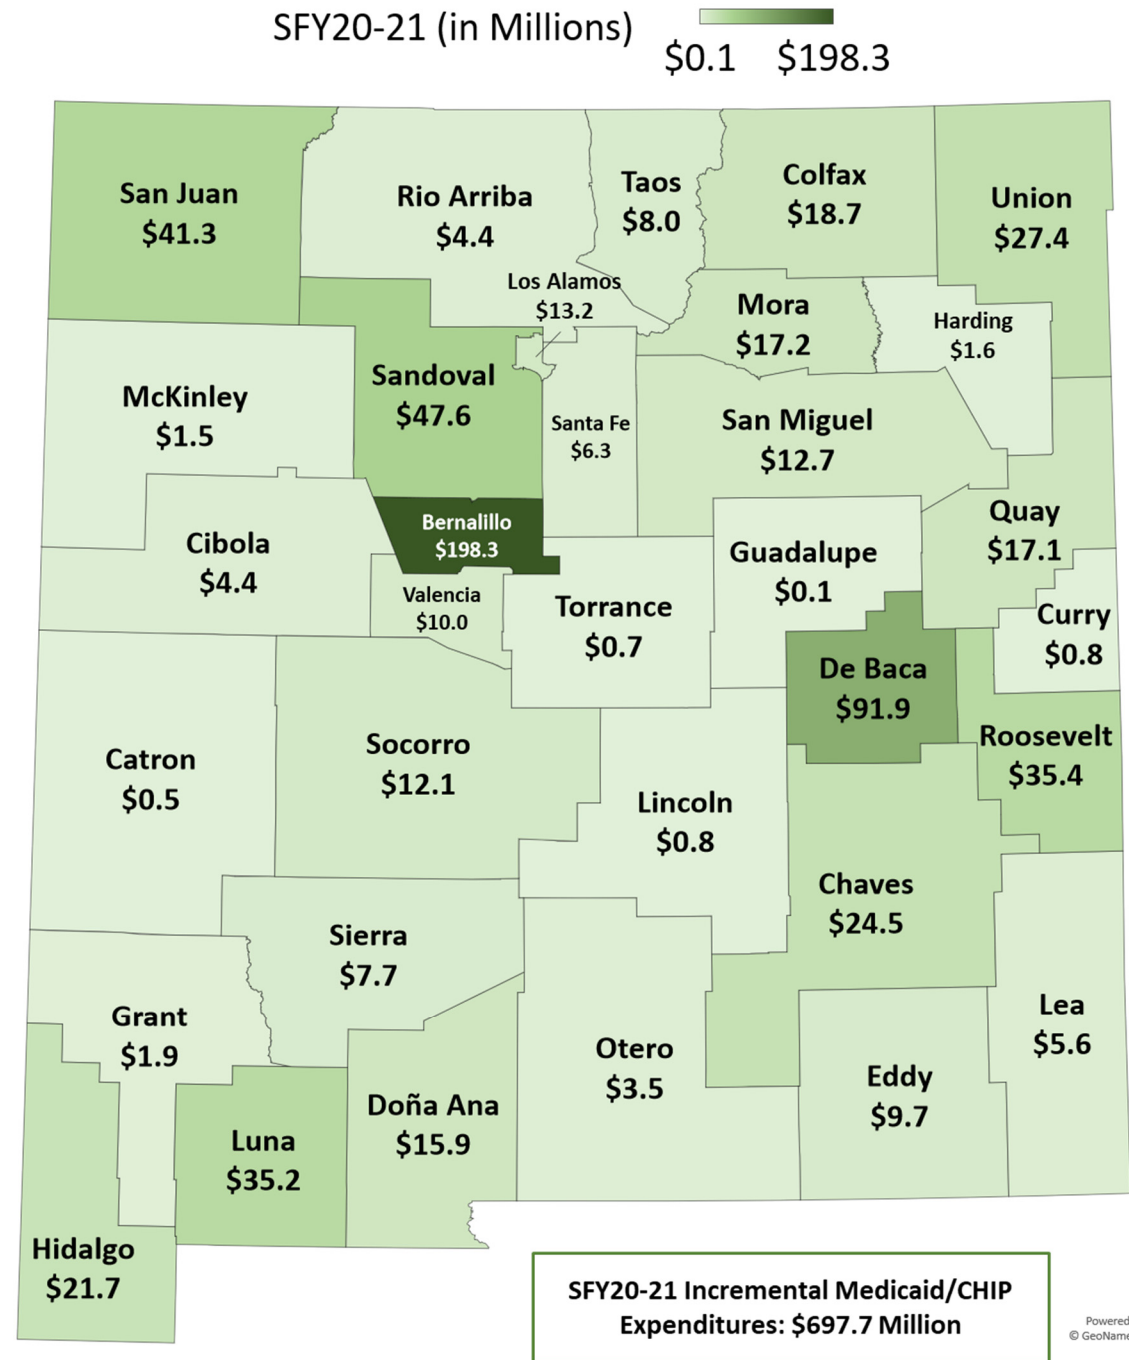 SFY20-21 (in Millions)
$0.1 $198.3
San Juan
$41.3
Rio Arriba
$4.4
Taos
$8.0
Colfax
$18.7
Union
$27.4
Los Alamos
$13.2
Mora
$17.2
Harding
$1.6
McKinley
$1.5
Sandoval
$47.6
Santa Fe
$6.3
San Miguel
$12.7
Quay
$17.1
Bernalillo
$198.3
Cibola
$4.4
Guadalupe
$0.1
Valencia
$10.0
Torrance
$0.7
Curry
$0.8
De Baca
$91.9
Roosevelt
$35.4
Catron
$0.5
Socorro
$12.1
Lincoln
$0.8
Chaves
$24.5
Sierra
$7.7
Grant
$1.9
Otero
$3.5
Lea
$5.6
Eddy
$9.7
Doña Ana
$15.9
Luna
$35.2
Hidalgo
$21.7
SFY20-21 Incremental Medicaid/CHIP
Expenditures: $697.7 Million
Powered
© GeoName